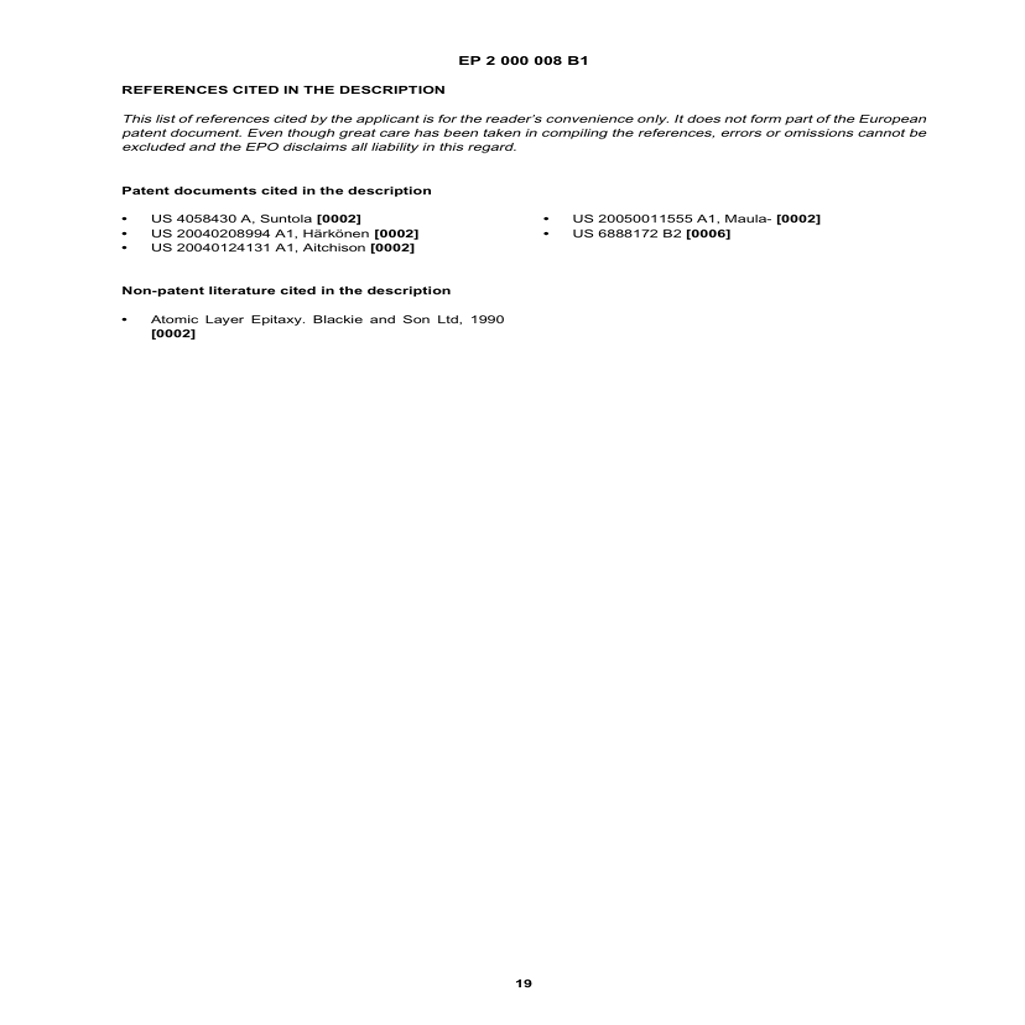 EP 2 000 008 B1
REFERENCES CITED IN THE DESCRIPTION
This list of references cited by the applicant is for the reader’s convenience only. It does not form part of the European
patent document. Even though great care has been taken in compiling the references, errors or omissions cannot be
excluded and the EPO disclaims all liability in this regard.
Patent documents cited in the description
• US 4058430 A, Suntola [0002]
• US 20040208994 A1, Härkönen [0002]
• US 20040124131 A1, Aitchison [0002]
• US 20050011555 A1, Maula- [0002]
• US 6888172 B2 [0006]
Non-patent literature cited in the description
• Atomic Layer Epitaxy. Blackie and Son Ltd, 1990
[0002]
19